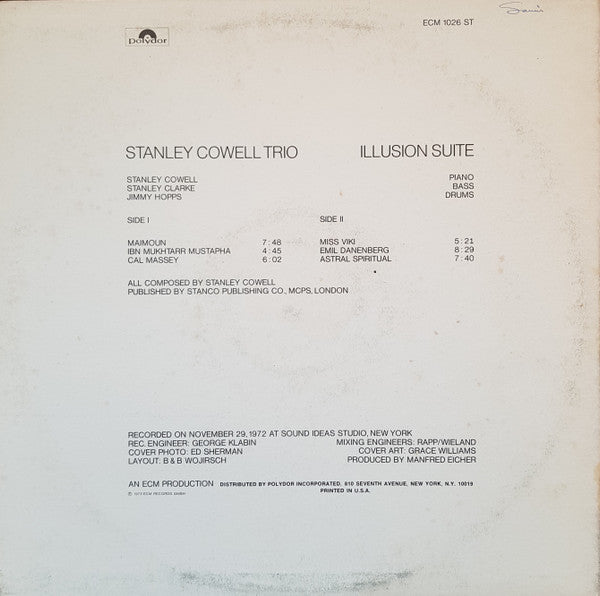 polydor
ECM 1026 ST
STANLEY COWELL TRIO ILLUSION SUITE
STANLEY COWELL PIANO
STANLEY CLARKE BASS
JIMMY HOPPS DRUMS
SIDE I SIDE II
MAIMOUN 7:48 MISS VIKI 5:21
IBN MUKHTARR MUSTAPHA 4:45 EMIL DANENBERG 8:29
CAL MASSEY 6:02 ASTRAL SPIRITUAL 7:40
ALL COMPOSED BY STANLEY COWELL
PUBLISHED BY STANCO PUBLISHING CO., MCPS, LONDON
RECORDED ON NOVEMBER 29, 1972 AT SOUND IDEAS STUDIO, NEW YORK
REC. ENGINEER: GEORGE KLABIN MIXING ENGINEERS: RAPP/WIELAND
COVER PHOTO: ED SHERMAN COVER ART: GRACE WILLIAMS
LAYOUT: B & B WOJIRSCH PRODUCED BY MANFRED EICHER
AN ECM PRODUCTION DISTRIBUTED BY POLYDOR INCORPORATED. 810 SEVENTH AVENUE, NEW YORK, N.Y. 10019
℗ 1973 ECM RECORDS GMBH PRINTED IN U.S.A.